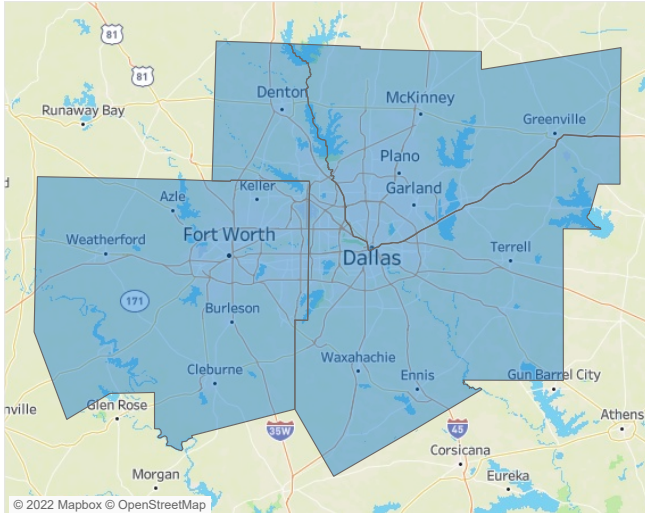 81
81
Runaway Bay
Denton
McKinney
Greenville
Plano
Garland
Keller
Azle
Weatherford
Fort Worth
Dallas
Terrell
171
Burleson
Waxahachie
Cleburne
Ennis
Gun Barrel City
nville
Glen Rose
Athens
35W
45
Corsicana
Morgan
Eureka
© 2022 Mapbox © OpenStreetMap